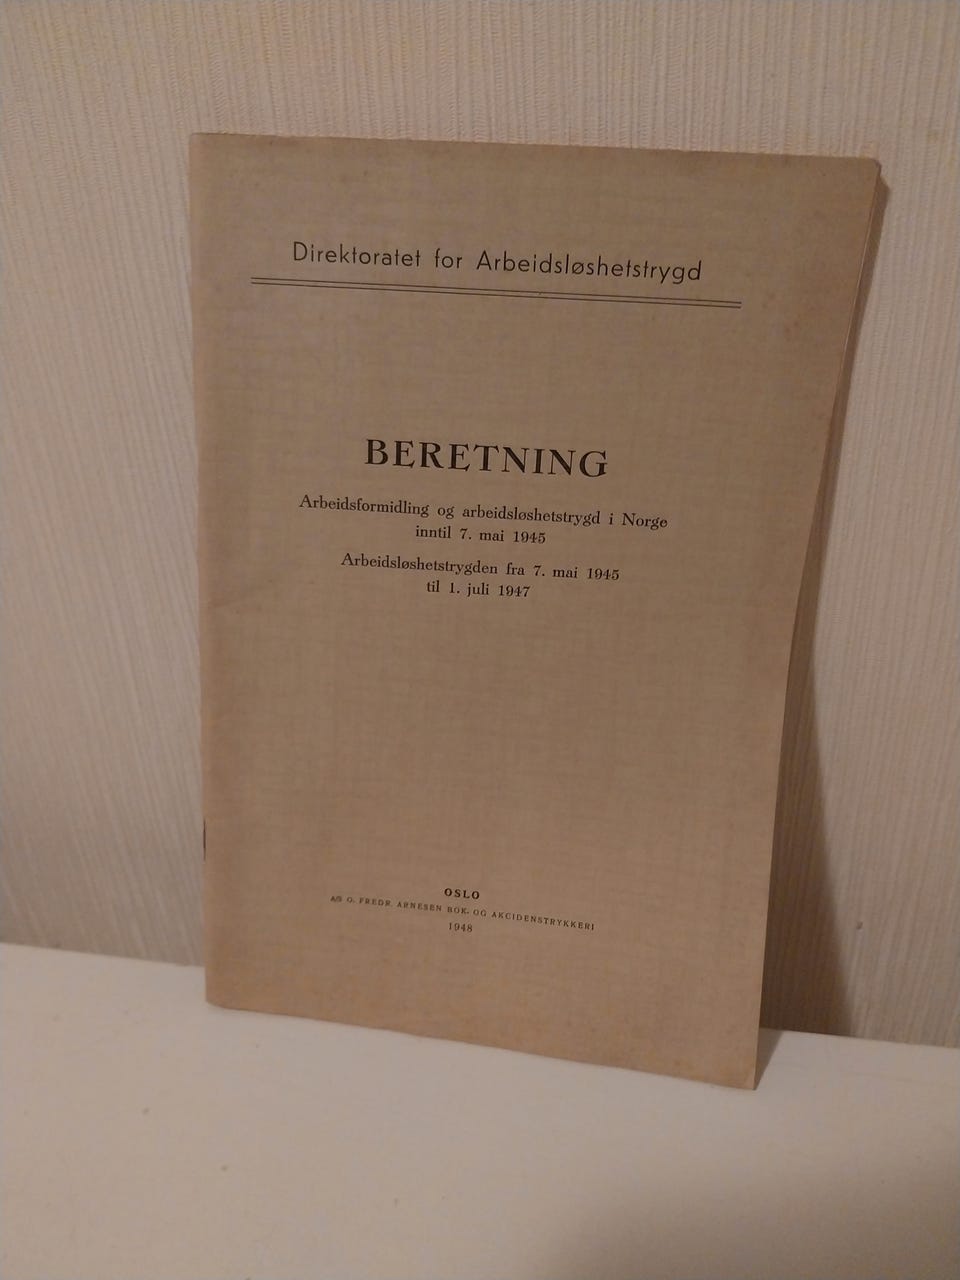 Direktoratet for Arbeidsløshetstrygd
BERETNING
Arbeidsformidling og arbeidsløshetstrygd i Norge
inntil 7. mai 1945
Arbeidsløshetstrygden fra 7. mai 1945
til 1. juli 1947
OSLO
A/S O. FREDR. ARNESEN BOK- OG AKCIDENSTRYKKERI
1948